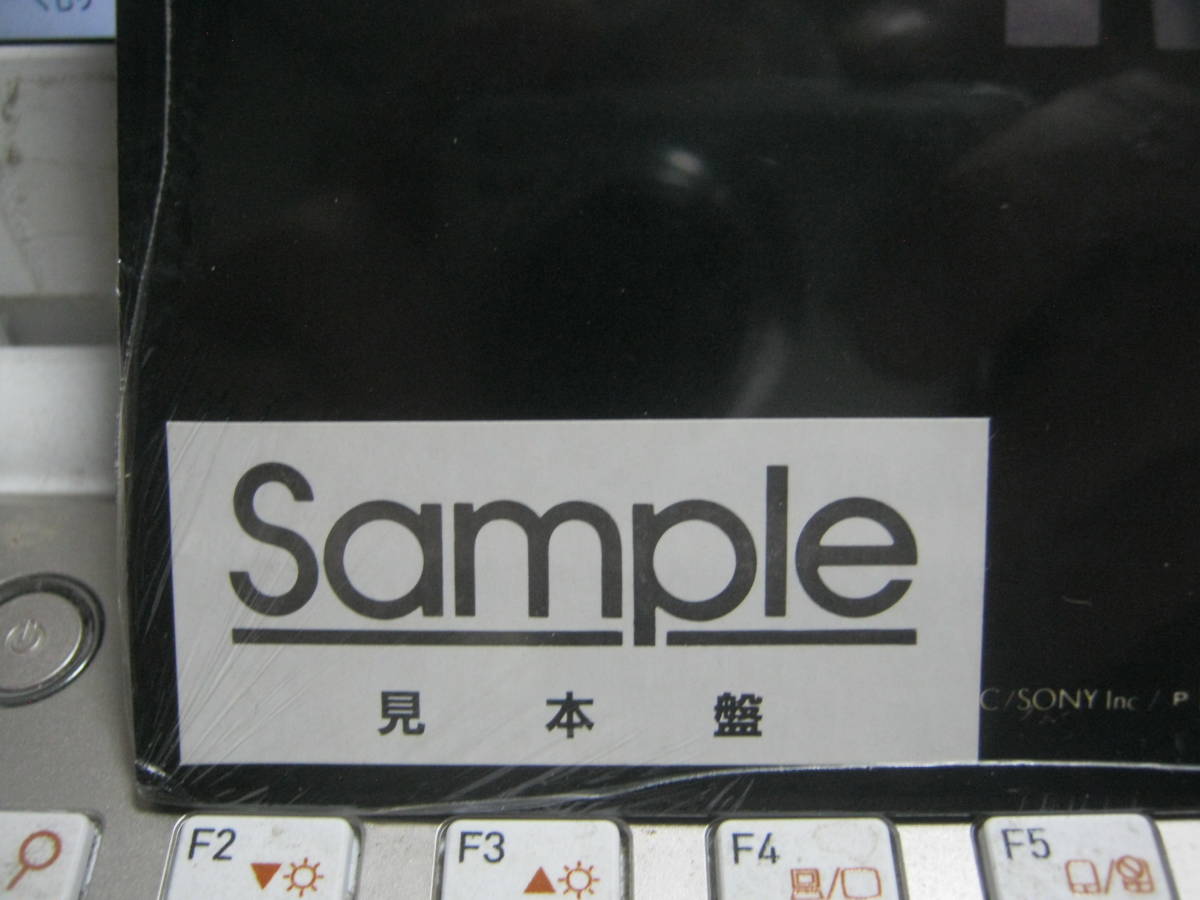 Sample
見本盤
C/SONY Inc / P
F2
F3
F4
F5